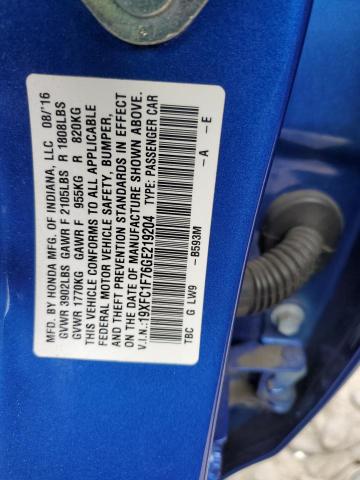 MFD. BY HONDA MFG. OF INDIANA, LLC 08/'16
GVWR 3902LBS GAWR F 2105LBS R 1808LBS
GVWR 1770KG GAWR F 955KG R 820KG
THIS VEHICLE CONFORMS TO ALL APPLICABLE
FEDERAL MOTOR VEHICLE SAFETY, BUMPER,
AND THEFT PREVENTION STANDARDS IN EFFECT
ON THE DATE OF MANUFACTURE SHOWN ABOVE.
V.I.N.:19XFC1F76GE219204 TYPE: PASSENGER CAR
TBC G LW9 -B593M -A -E